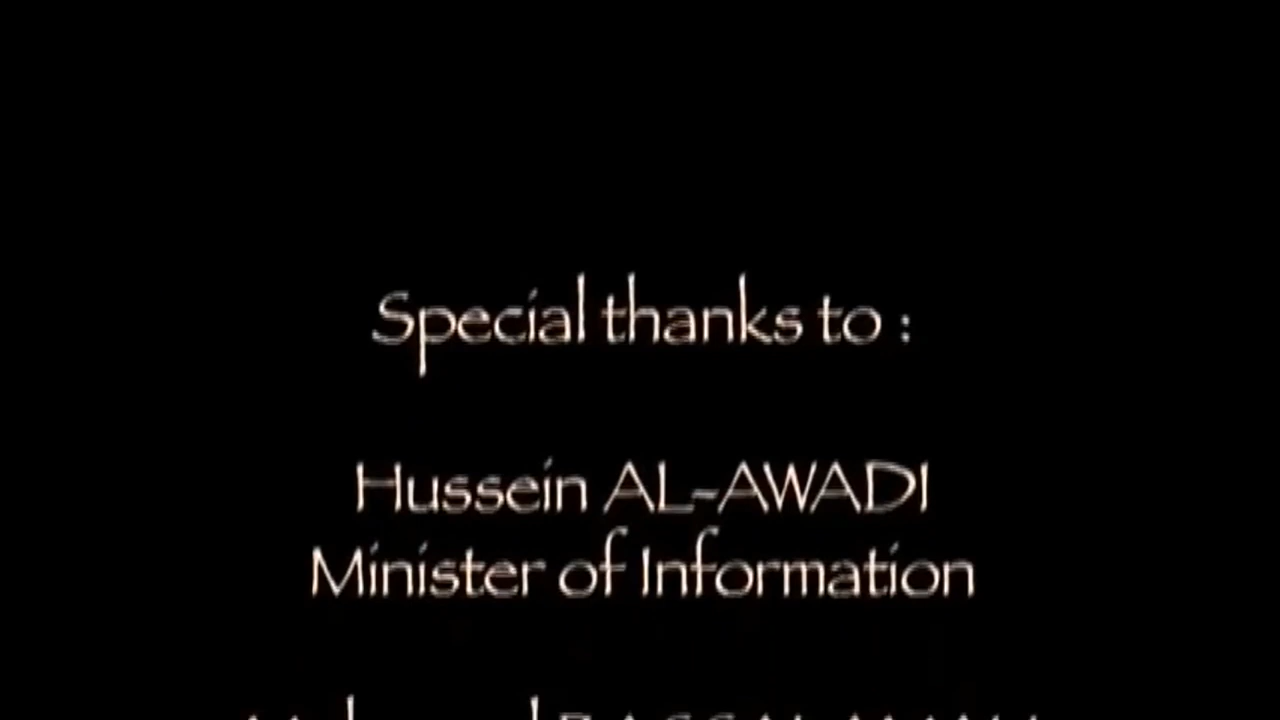 Special thanks to :
Hussein AL-AWADI
Minister of Information